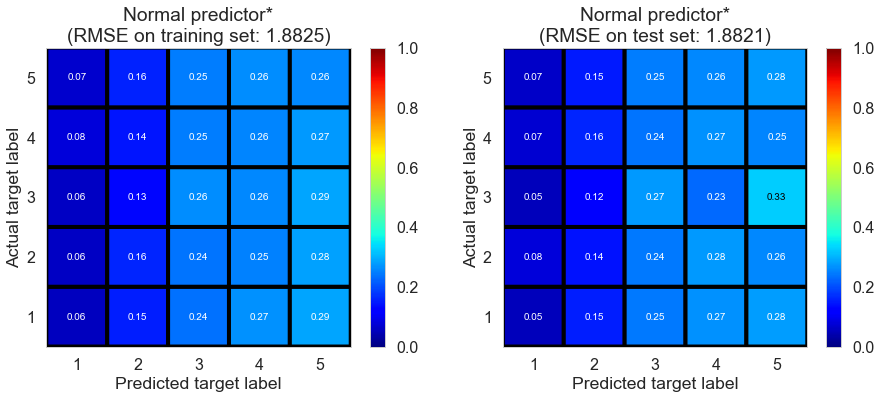 Normal predictor*
(RMSE on training set: 1.8825)
5 0.07 0.16 0.25 0.26 0.26
4 0.08 0.14 0.25 0.26 0.27
3 0.06 0.13 0.26 0.26 0.29
2 0.06 0.16 0.24 0.25 0.28
1 0.06 0.15 0.24 0.27 0.29
1 2 3 4 5
Predicted target label
Actual target label
1.0
0.8
0.6
0.4
0.2
0.0
Normal predictor*
(RMSE on test set: 1.8821)
5 0.07 0.15 0.25 0.26 0.28
4 0.07 0.16 0.24 0.27 0.25
3 0.05 0.12 0.27 0.23 0.33
2 0.08 0.14 0.24 0.28 0.26
1 0.05 0.15 0.25 0.27 0.28
1 2 3 4 5
Predicted target label
Actual target label
1.0
0.8
0.6
0.4
0.2
0.0